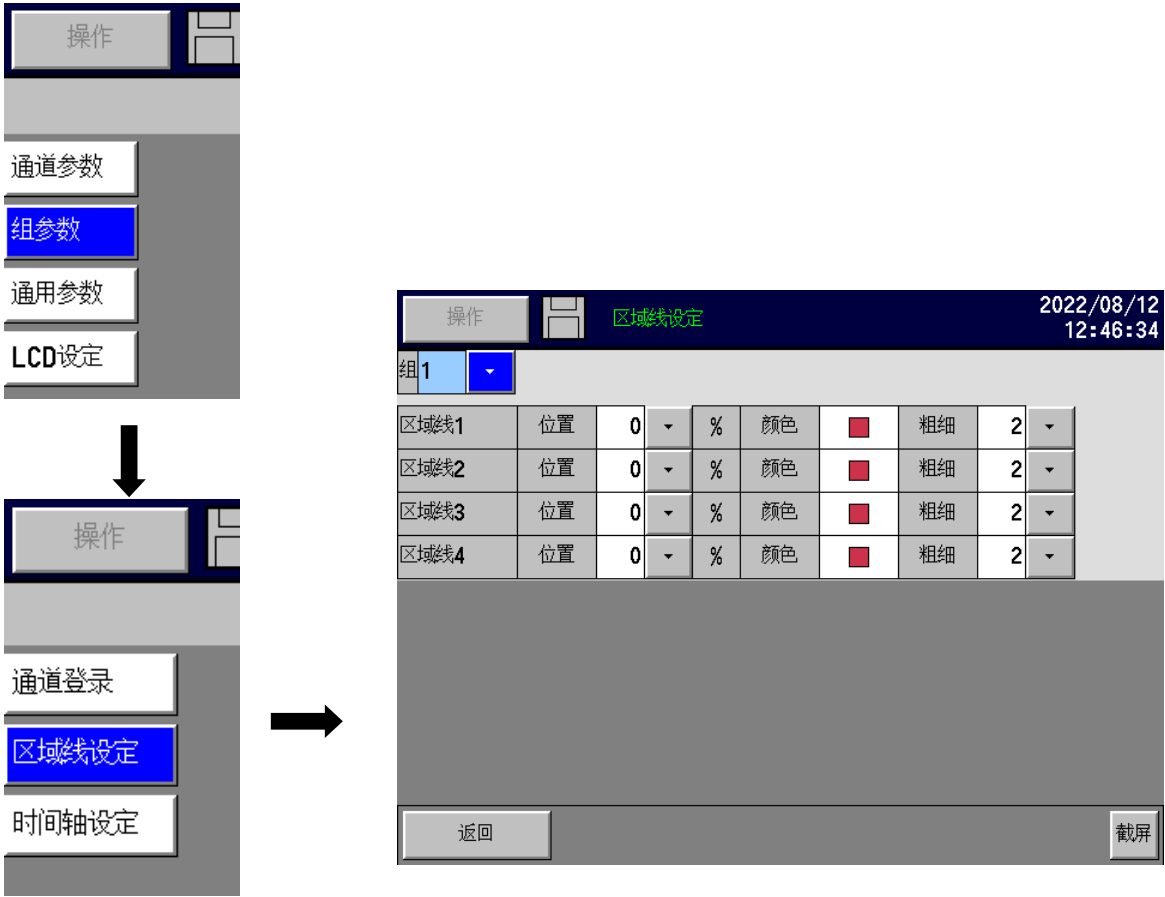 操作
通道参数
组参数
通用参数
LCD设定
操作
通道登录
区域线设定
时间轴设定
操作 区域线设定 2022/08/12
12:46:34
组 1
区域线1 位置 0 % 颜色 粗细 2
区域线2 位置 0 % 颜色 粗细 2
区域线3 位置 0 % 颜色 粗细 2
区域线4 位置 0 % 颜色 粗细 2
返回 截屏